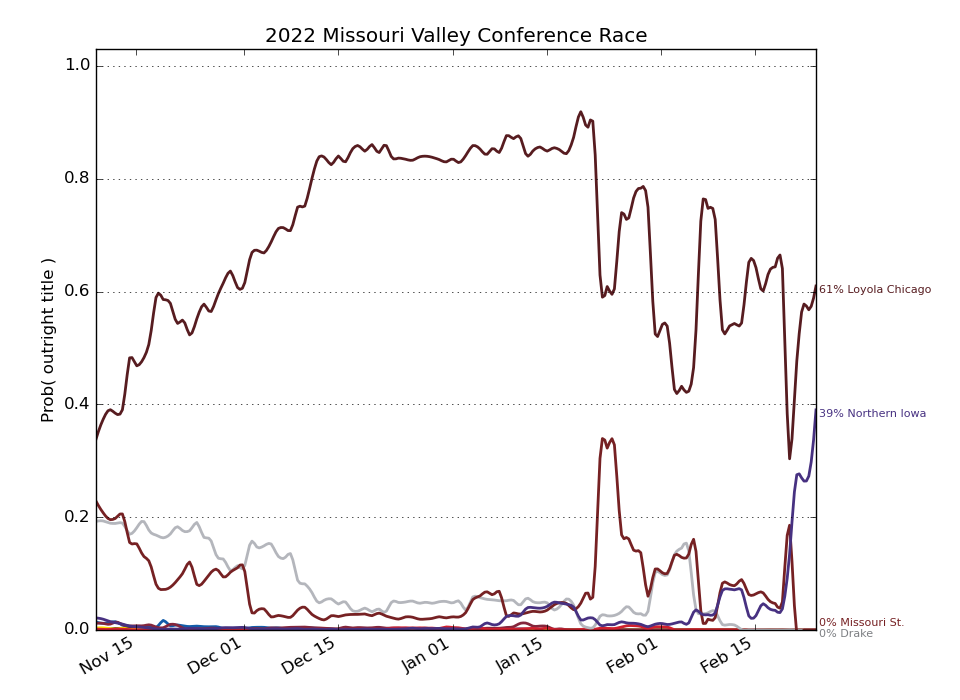 2022 Missouri Valley Conference Race
1.0
0.8
0.6
0.4
0.2
0.0
Prob( outright title )
61% Loyola Chicago
39% Northern Iowa
0% Missouri St.
0% Drake
Nov 15
Dec 01
Dec 15
Jan 01
Jan 15
Feb 01
Feb 15